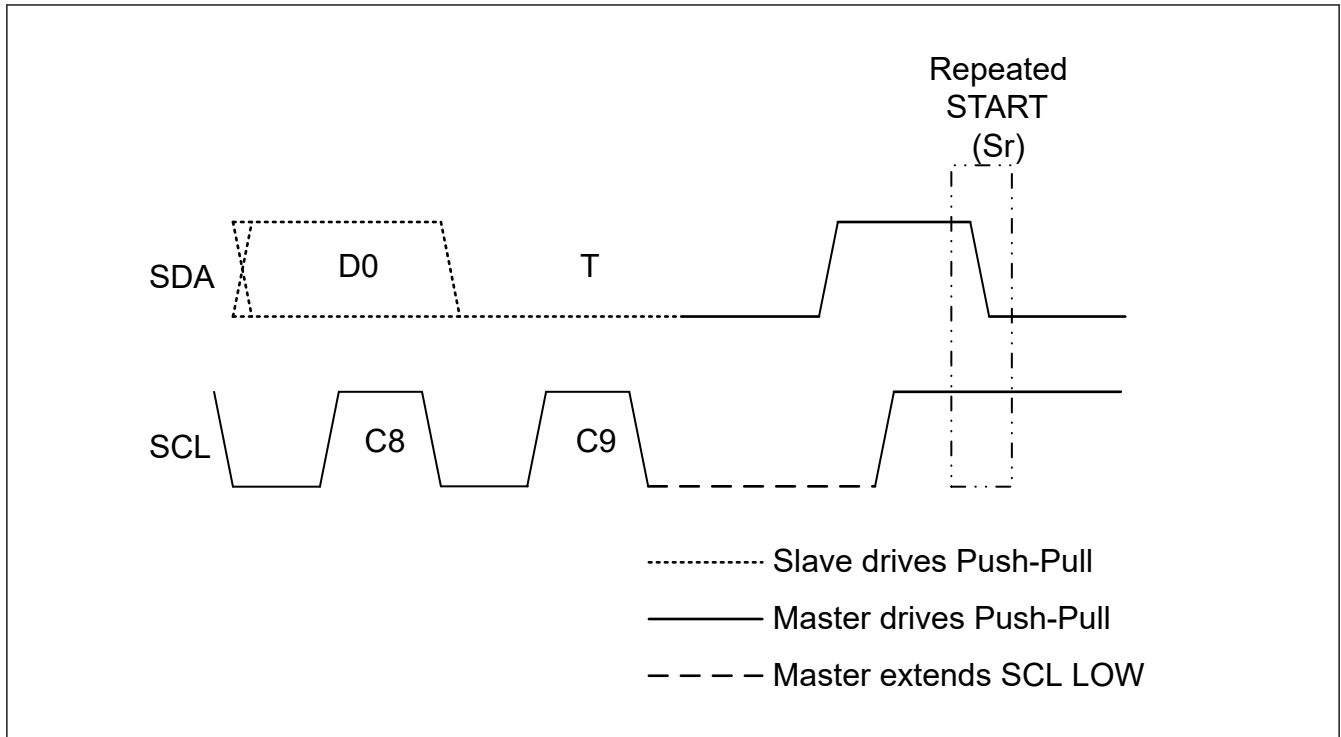 Repeated
START
(Sr)
SDA
D0
T
SCL
C8
C9
Slave drives Push-Pull
Master drives Push-Pull
Master extends SCL LOW